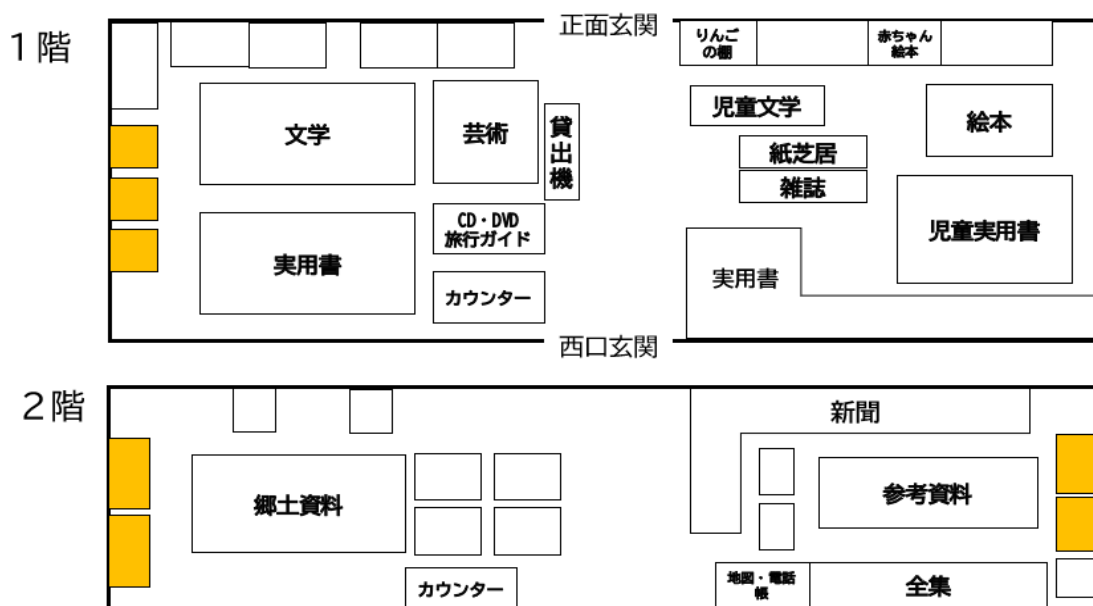 1階
正面玄関
りんご
の棚
赤ちゃん
絵本
文学
芸術
貸出機
児童文学
絵本
紙芝居
雑誌
CD・DVD
旅行ガイド
児童実用書
実用書
カウンター
実用書
西口玄関
2階
新聞
郷土資料
参考資料
カウンター
地図・電話
帳
全集